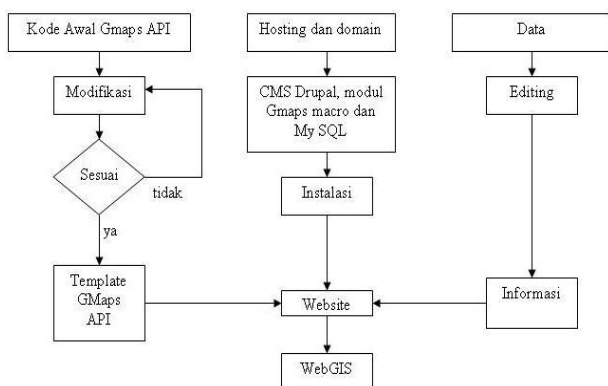 Kode Awal Gmaps API
Modifikasi
Sesuai
tidak
ya
Template
GMaps
API
Hosting dan domain
CMS Drupal, modul
Gmaps macro dan
My SQL
Instalasi
Website
WebGIS
Data
Editing
Informasi